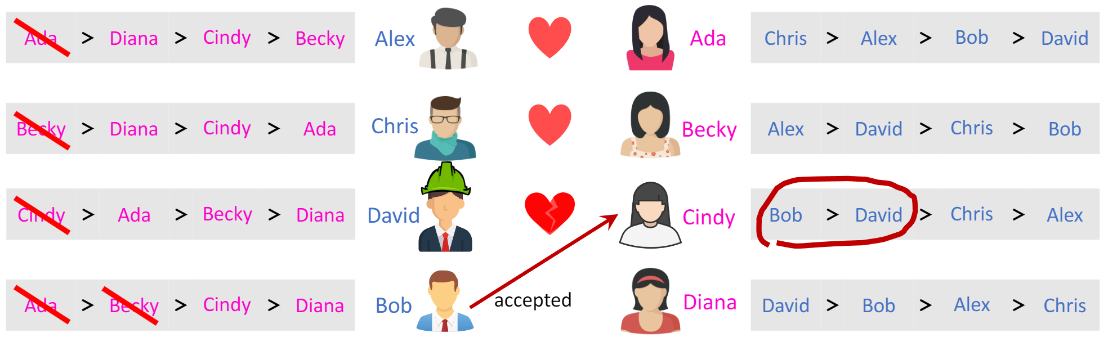 Ada > Diana > Cindy > Becky Alex Ada Chris > Alex > Bob > David
Becky > Diana > Cindy > Ada Chris Becky Alex > David > Chris > Bob
Cindy > Ada > Becky > Diana David Cindy Bob > David > Chris > Alex
Ada > Becky > Cindy > Diana Bob accepted Diana David > Bob > Alex > Chris